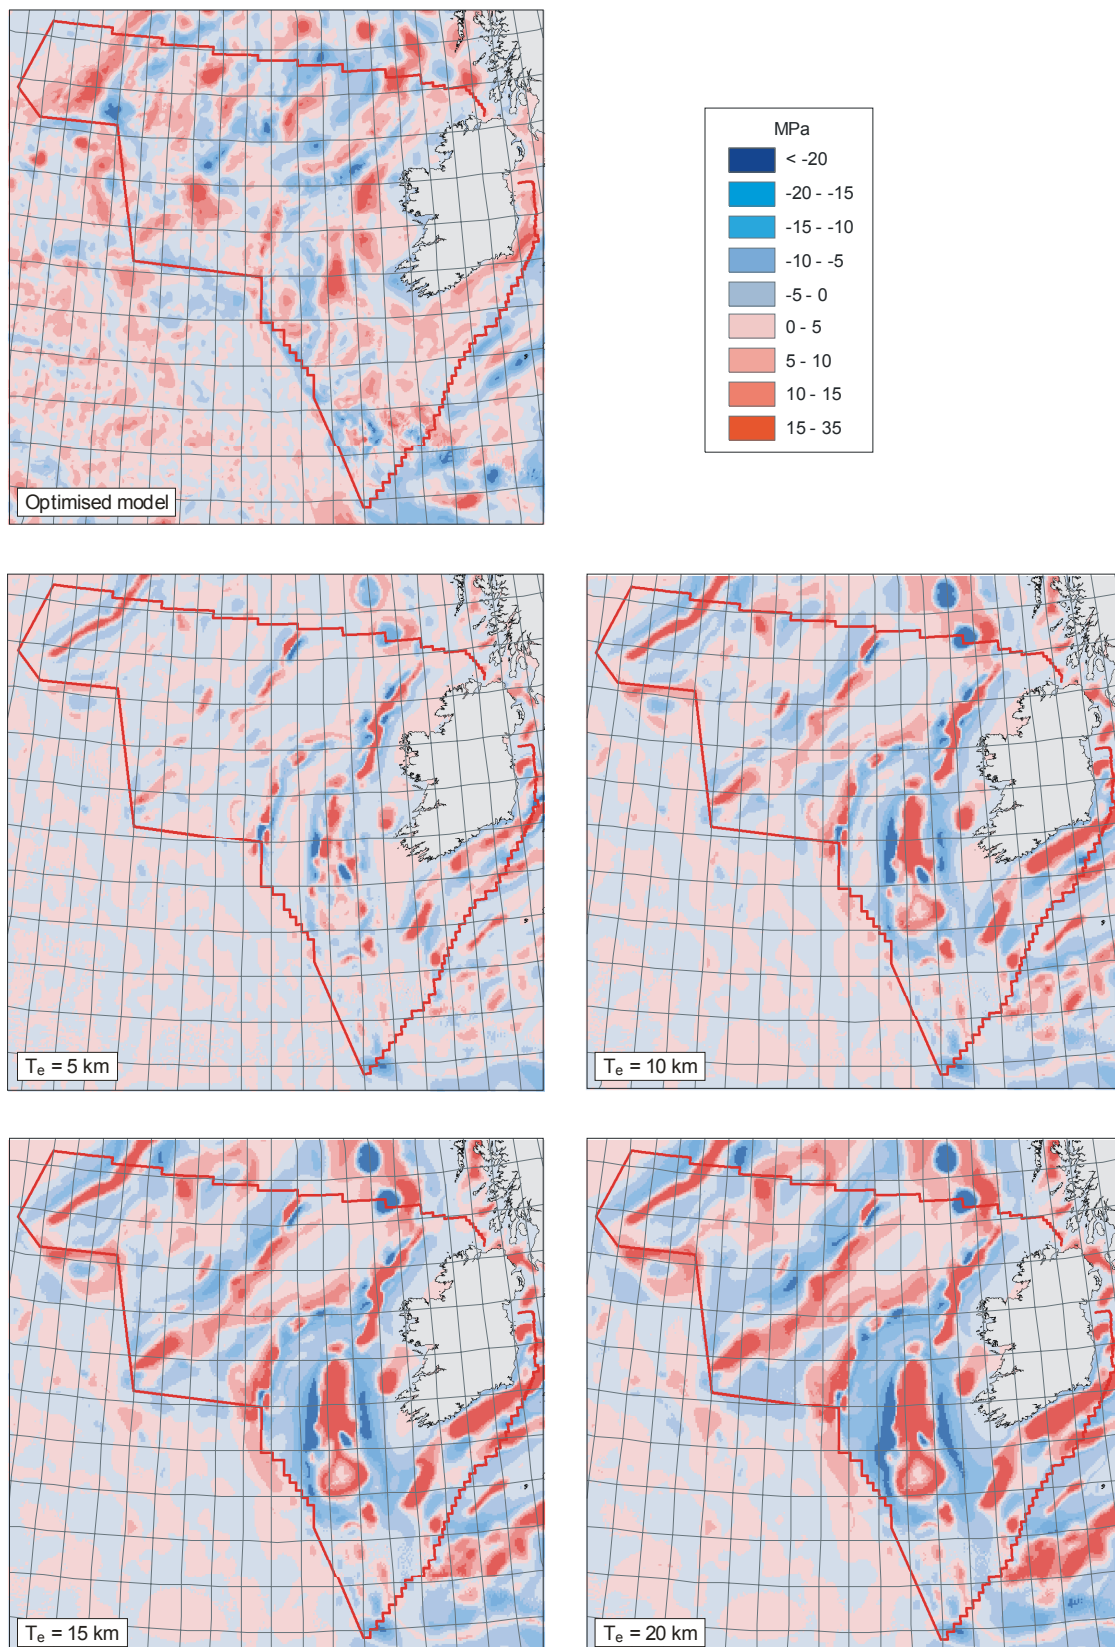 MPa
< -20
-20 - -15
-15 - -10
-10 - -5
-5 - 0
0 - 5
5 - 10
10 - 15
15 - 35
Optimised model
Te = 5 km
Te = 10 km
Te = 15 km
Te = 20 km